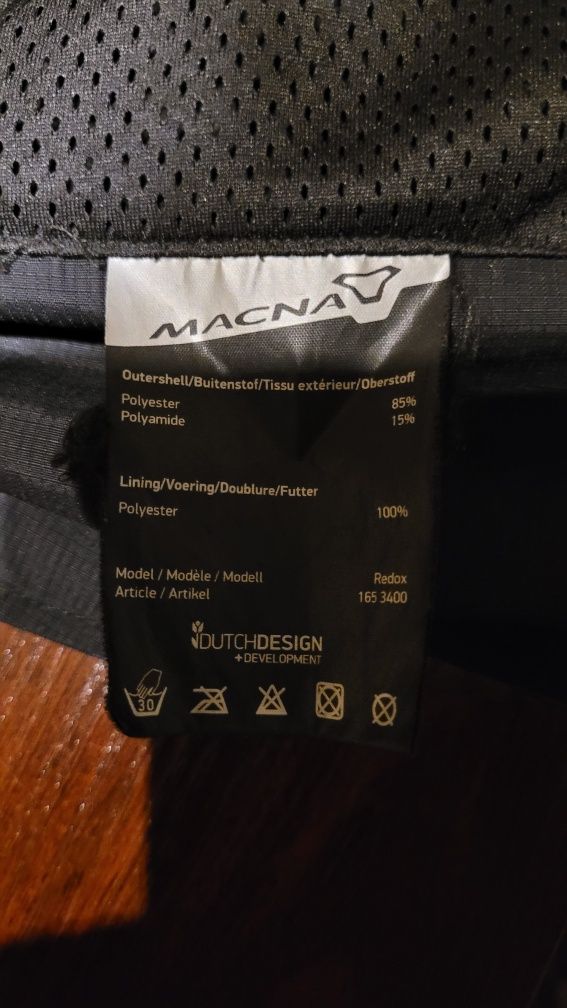 MACNA
Outershell/Buitenstof/Tissu extérieur/Oberstoff
Polyester 85%
Polyamide 15%
Lining/Voering/Doublure/Futter
Polyester 100%
Model / Modèle / Modell Redox
Article / Artikel 165 3400
DUTCHDESIGN
+DEVELOPMENT
30